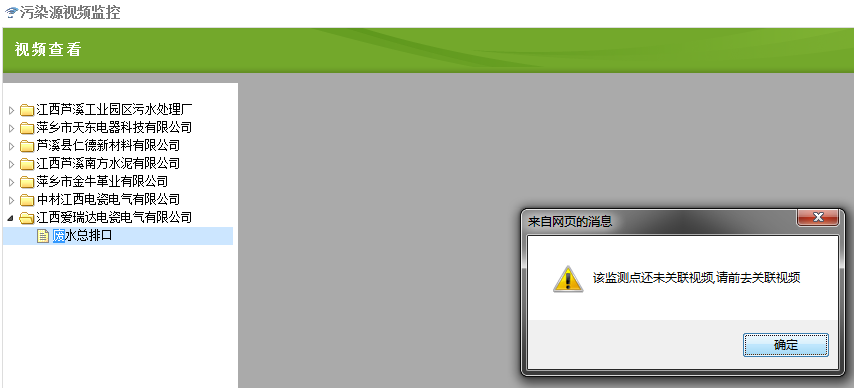 污染源视频监控
视频查看
江西芦溪工业园区污水处理厂
萍乡市天东电器科技有限公司
芦溪县仁德新材料有限公司
江西芦溪南方水泥有限公司
萍乡市金牛革业有限公司
中材江西电瓷电气有限公司
江西爱瑞达电瓷电气有限公司
废水总排口
来自网页的消息
该监测点还未关联视频,请前去关联视频
确定